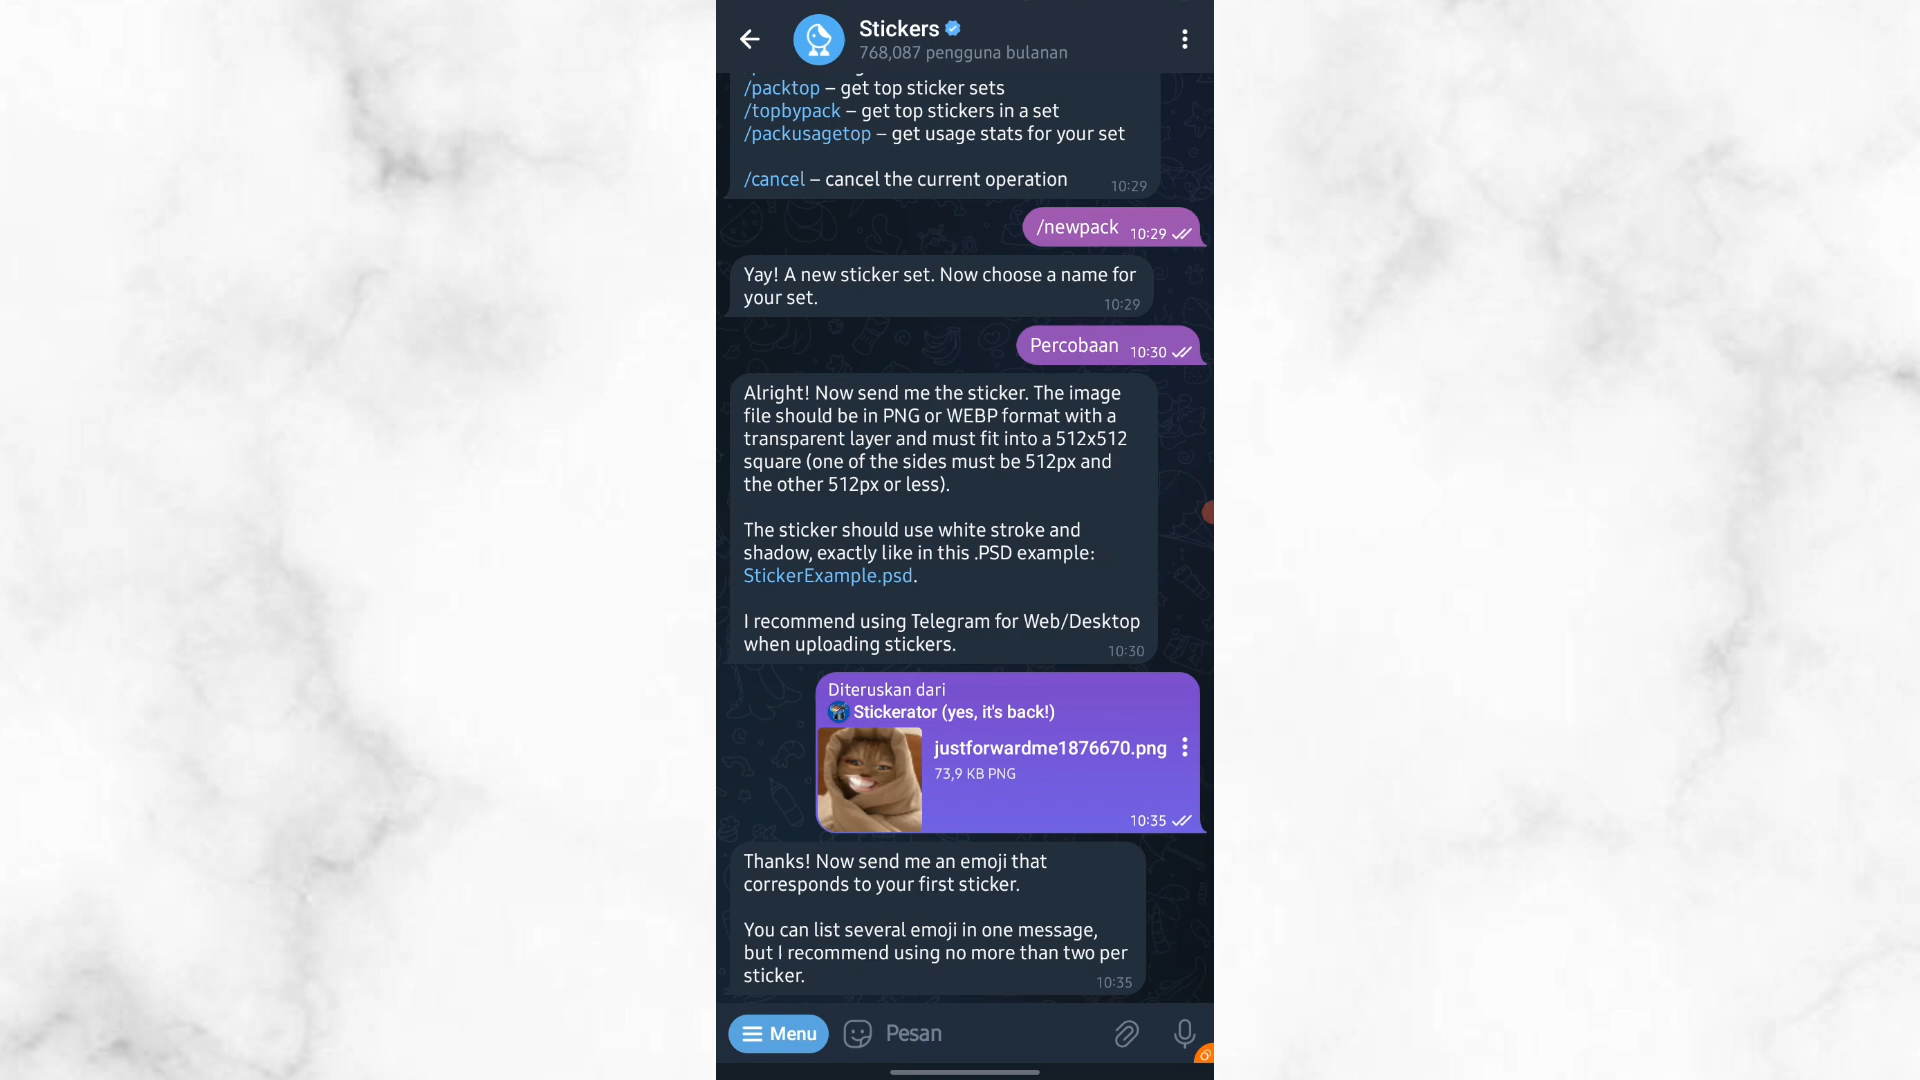 Stickers
768,087 pengguna bulanan
/packtop – get top sticker sets
/topbypack – get top stickers in a set
/packusagetop – get usage stats for your set
/cancel – cancel the current operation
10:29
/newpack 10:29
Yay! A new sticker set. Now choose a name for
your set.
10:29
Percobaan 10:30
Alright! Now send me the sticker. The image
file should be in PNG or WEBP format with a
transparent layer and must fit into a 512x512
square (one of the sides must be 512px and
the other 512px or less).
The sticker should use white stroke and
shadow, exactly like in this .PSD example:
StickerExample.psd.
I recommend using Telegram for Web/Desktop
when uploading stickers.
10:30
Diteruskan dari
Stickerator (yes, it's back!)
justforwardme1876670.png
73,9 KB PNG
10:35
Thanks! Now send me an emoji that
corresponds to your first sticker.
You can list several emoji in one message,
but I recommend using no more than two per
sticker.
10:35
Menu
Pesan